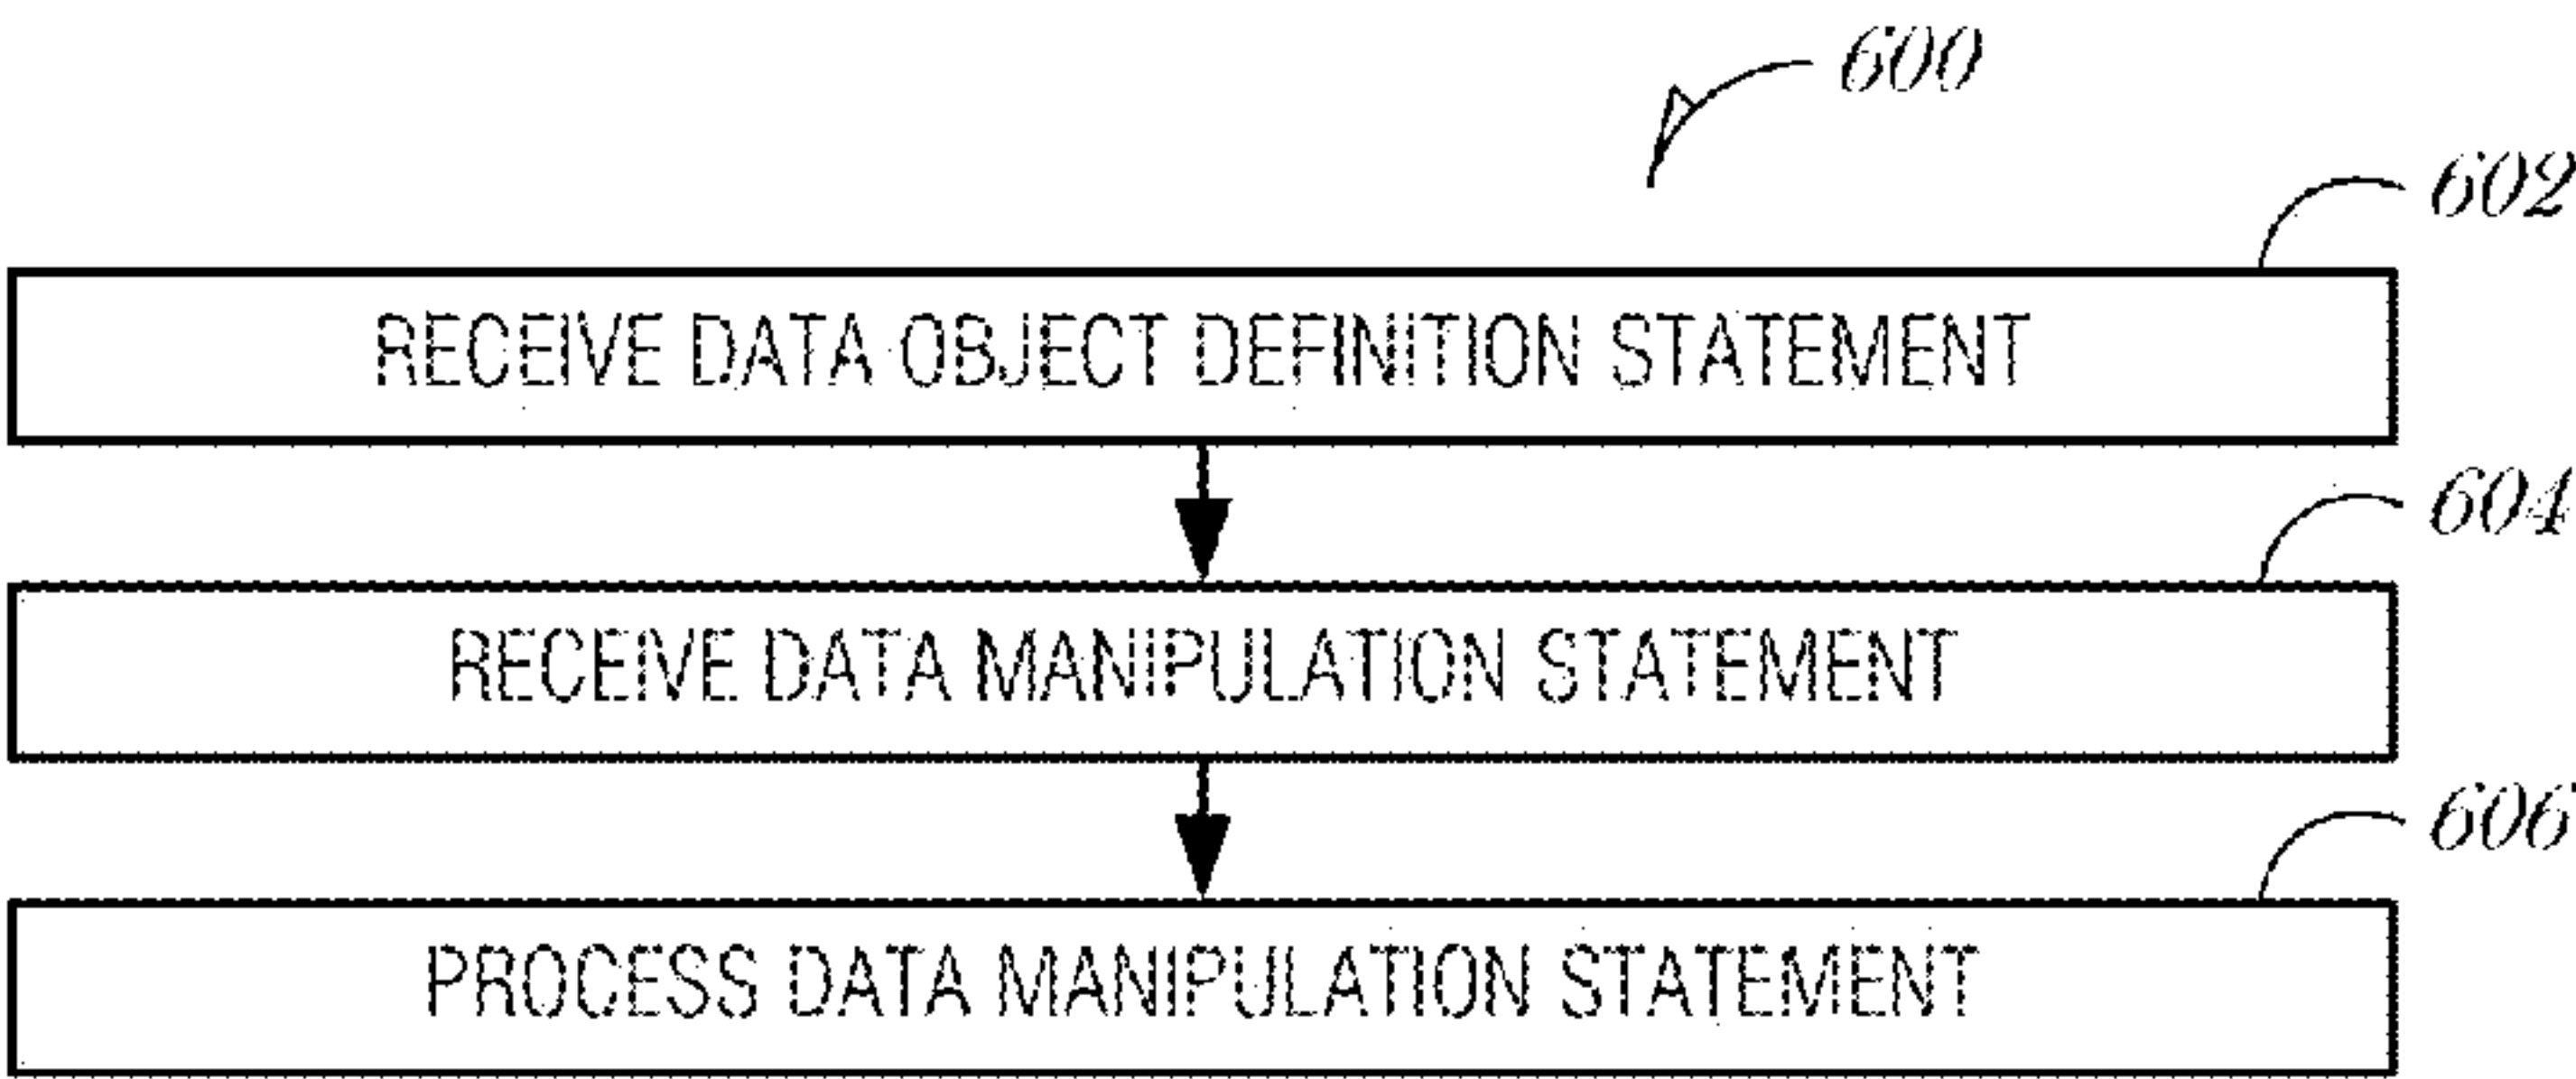 600
602
RECEIVE DATA OBJECT DEFINITION STATEMENT
604
RECEIVE DATA MANIPULATION STATEMENT
606
PROCESS DATA MANIPULATION STATEMENT